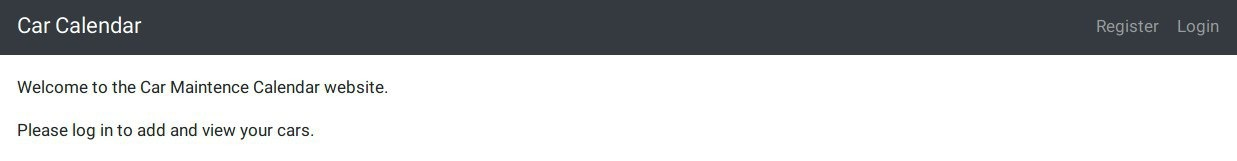 Car Calendar Register Login
Welcome to the Car Maintence Calendar website.
Please log in to add and view your cars.